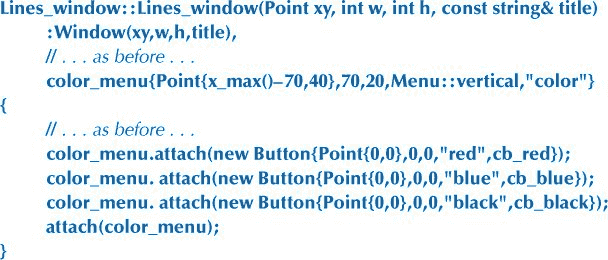 Lines_window::Lines_window(Point xy, int w, int h, const string& title)
:Window(xy,w,h,title),
// . . . as before . . .
color_menu{Point{x_max()–70,40},70,20,Menu::vertical,"color"}
{
// . . . as before . . .
color_menu.attach(new Button{Point{0,0},0,0,"red",cb_red});
color_menu. attach(new Button{Point{0,0},0,0,"blue",cb_blue});
color_menu. attach(new Button{Point{0,0},0,0,"black",cb_black});
attach(color_menu);
}